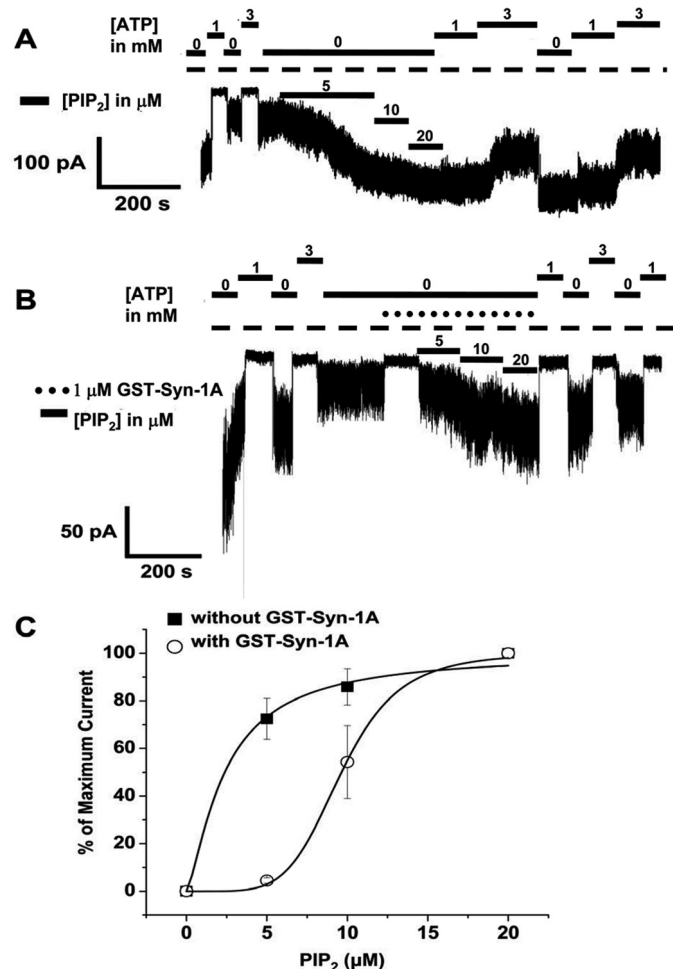 A
[ATP]
in mM
0
1
0
3
0
1
3
0
1
3
[PIP₂] in μM
5
10
20
100 pA
200 s
B
[ATP]
in mM
0
1
0
3
0
1
0
3
0
1
1 μM GST-Syn-1A
[PIP₂] in μM
5
10
20
50 pA
200 s
C
without GST-Syn-1A
with GST-Syn-1A
% of Maximum Current
100
80
60
40
20
0
0 5 10 15 20
PIP₂ (μM)